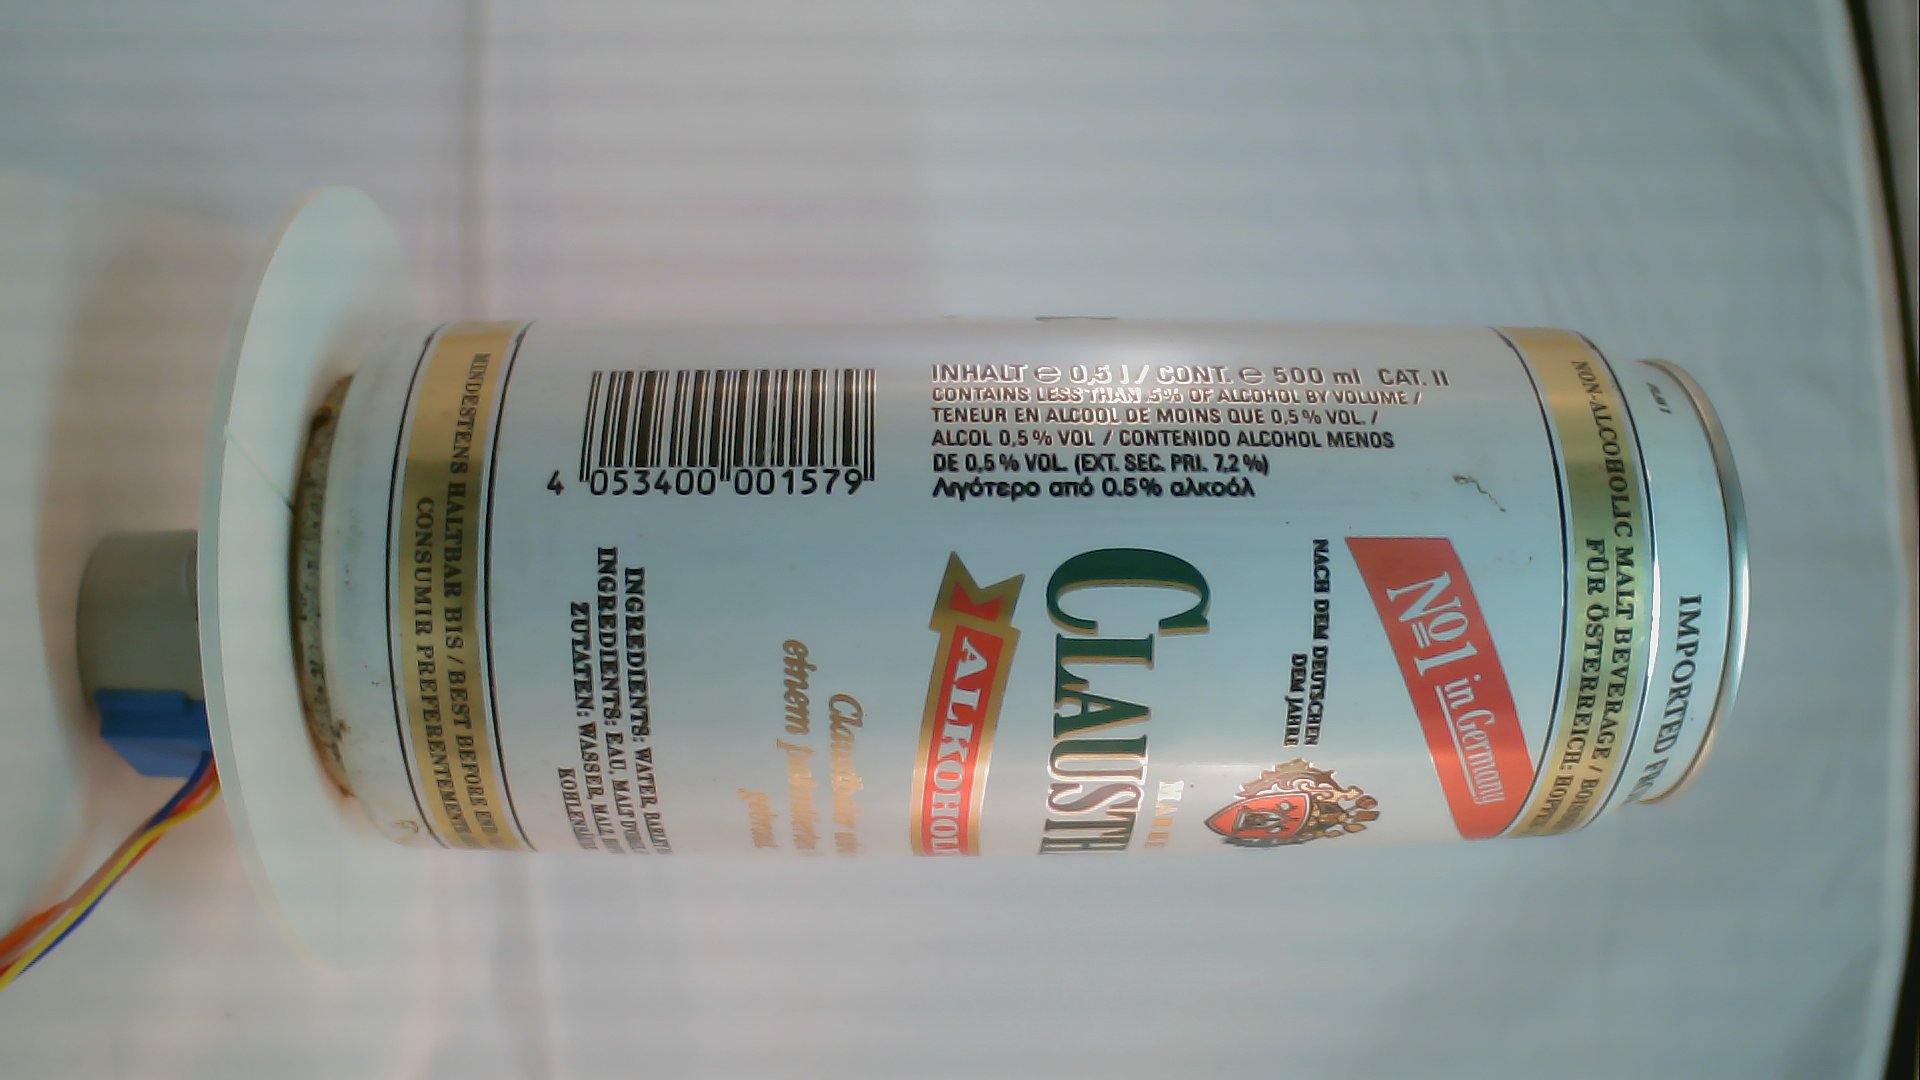 INHALT e 0,5 l / CONT. e 500 ml CAT. II
CONTAINS LESS THAN .5% OF ALCOHOL BY VOLUME /
TENEUR EN ALCOOL DE MOINS QUE 0,5 % VOL. /
ALCOL 0,5 % VOL / CONTENIDO ALCOHOL MENOS
DE 0,5 % VOL. (EXT. SEC. PRI. 7,2 %)
Λιγότερο από 0.5% αλκοόλ
4 053400 001579
IMPORTED
NON-ALCOHOLIC MALT BEVERAGE /
FÜR ÖSTERREICH:
No1 in Germany
NACH DEM DEUTSCHEN
DEM JAHRE
MARKE
CLAUSTH
ALKOHOL
einem
INGREDIENTS: WATER,
INGREDIENTS: EAU, MALT
ZUTATEN: WASSER, MALZ,
MINDESTENS HALTBAR BIS / BEST BEFORE END
CONSUMIR PREFERENTEMENTE